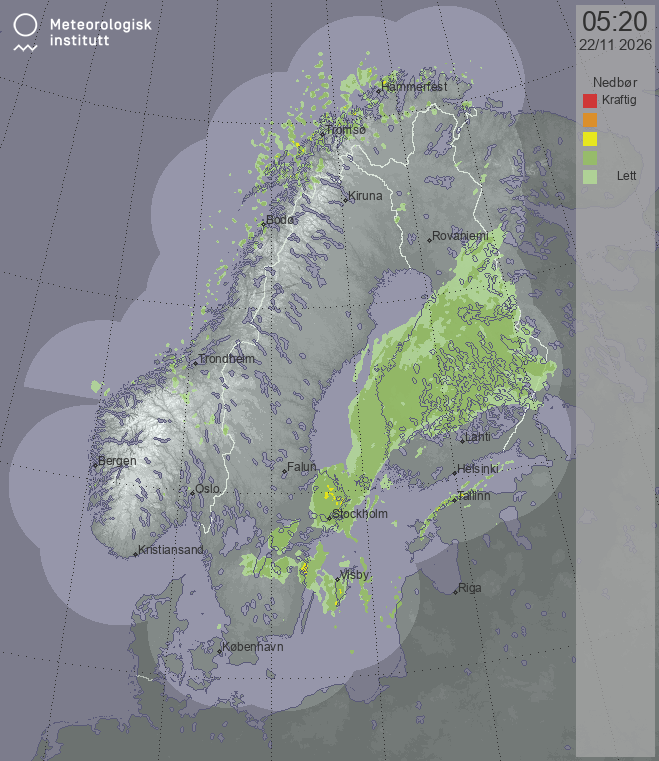 Meteorologisk
institutt
05:20
22/11 2026
Nedbør
Kraftig
Lett
Hammerfest
Tromsø
Kiruna
Bodø
Rovaniemi
Trondheim
Lahti
Bergen
Falun
Helsinki
Oslo
Tallinn
Stockholm
Kristiansand
Visby
Riga
København